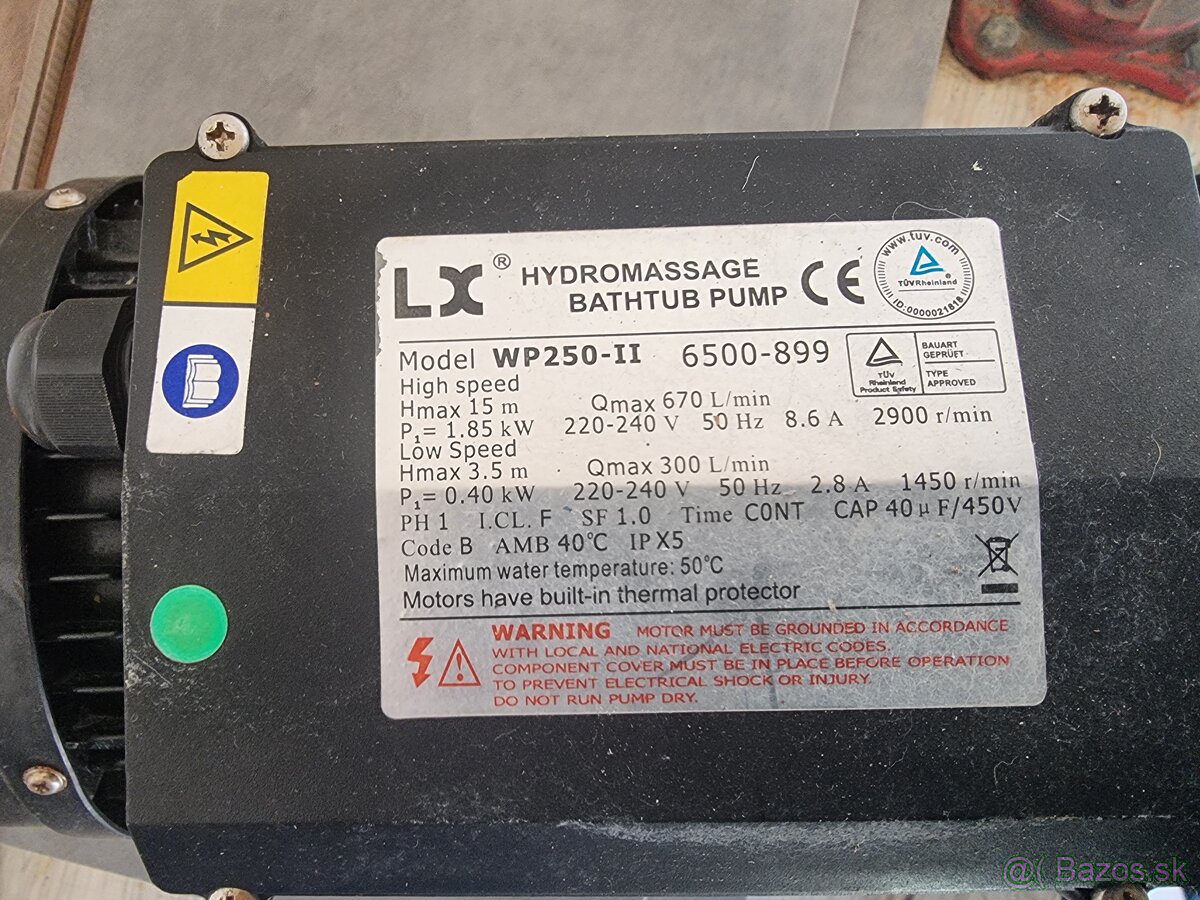 LX® HYDROMASSAGE
BATHTUB PUMP CE
www.tuv.com
TÜVRheinland®
ID:0000021818
Model WP250-II 6500-899
TÜV
Rheinland
Product Safety
BAUART
GEPRÜFT
TYPE
APPROVED
High speed
Hmax 15 m Qmax 670 L/min
P₁= 1.85 kW 220-240 V 50 Hz 8.6 A 2900 r/min
Low Speed
Hmax 3.5 m Qmax 300 L/min
P₁= 0.40 kW 220-240 V 50 Hz 2.8 A 1450 r/min
PH 1 I.CL. F SF 1.0 Time CONT CAP 40 µF/450V
Code B AMB 40°C IP X5
Maximum water temperature: 50°C
Motors have built-in thermal protector
WARNING MOTOR MUST BE GROUNDED IN ACCORDANCE
WITH LOCAL AND NATIONAL ELECTRIC CODES.
COMPONENT COVER MUST BE IN PLACE BEFORE OPERATION
TO PREVENT ELECTRICAL SHOCK OR INJURY.
DO NOT RUN PUMP DRY.
@( Bazos.sk